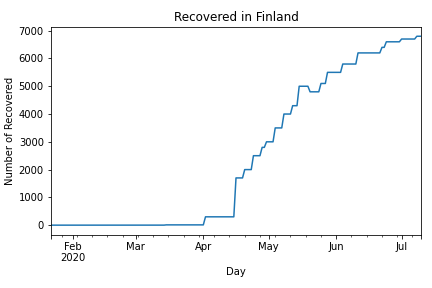 Recovered in Finland
Number of Recovered
7000
6000
5000
4000
3000
2000
1000
0
Feb
2020
Mar
Apr
May
Jun
Jul
Day